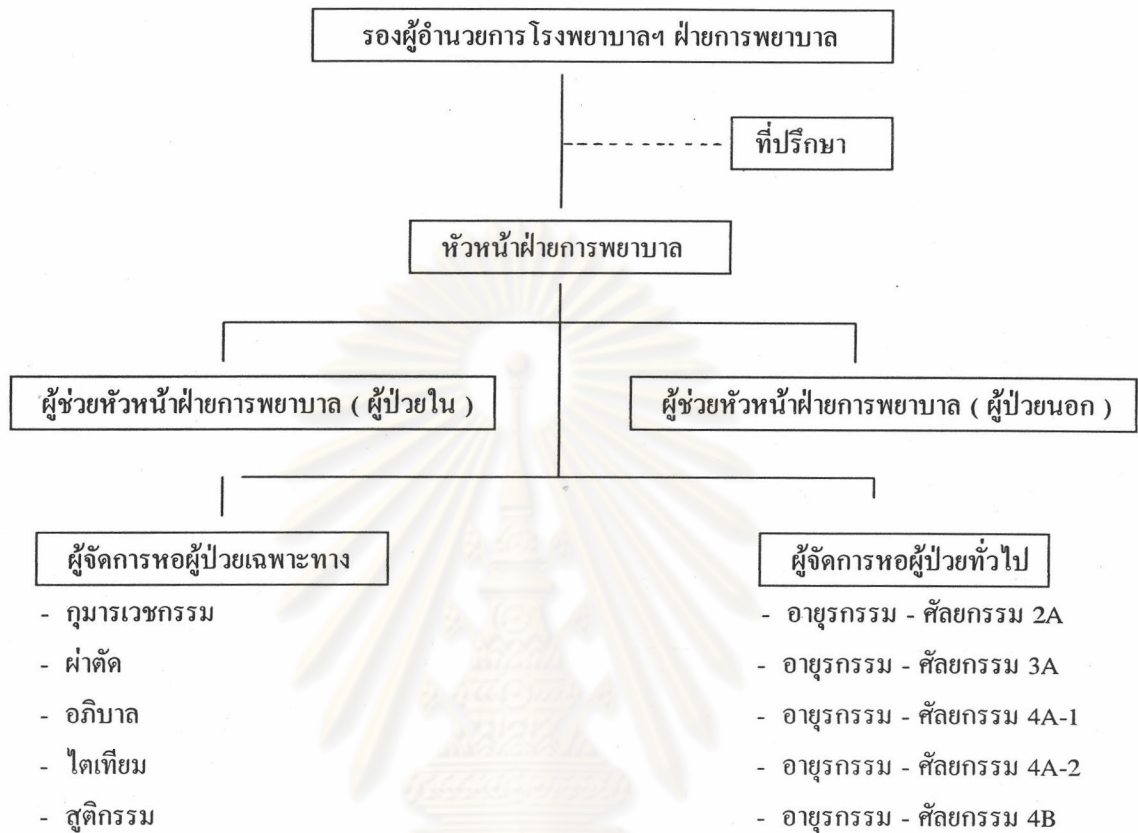 รองผู้อำนวยการโรงพยาบาลฯ ฝ่ายการพยาบาล
ที่ปรึกษา
หัวหน้าฝ่ายการพยาบาล
ผู้ช่วยหัวหน้าฝ่ายการพยาบาล ( ผู้ป่วยใน )
ผู้ช่วยหัวหน้าฝ่ายการพยาบาล ( ผู้ป่วยนอก )
ผู้จัดการหอผู้ป่วยเฉพาะทาง
- กุมารเวชกรรม
- ผ่าตัด
- อภิบาล
- ไตเทียม
- สูติกรรม
ผู้จัดการหอผู้ป่วยทั่วไป
- อายุรกรรม - ศัลยกรรม 2A
- อายุรกรรม - ศัลยกรรม 3A
- อายุรกรรม - ศัลยกรรม 4A-1
- อายุรกรรม - ศัลยกรรม 4A-2
- อายุรกรรม - ศัลยกรรม 4B